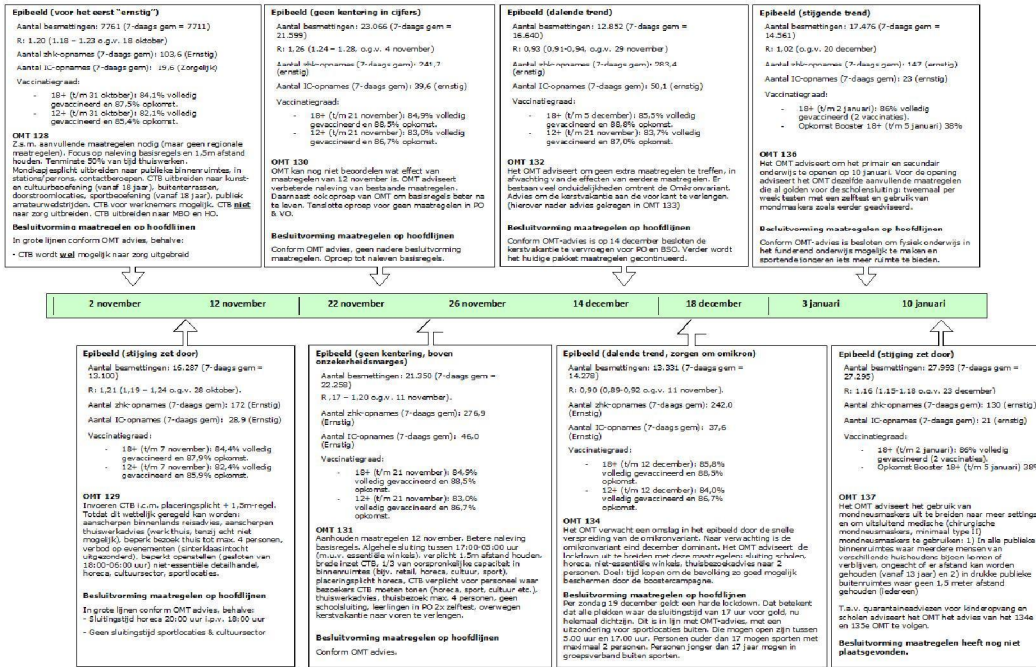 Epibeeld (voor het eerst "ernstig")
Aantal besmettingen: 7761 (7-daags gem = 7711)
R: 1.20 (1.18 – 1.23 o.g.v. 18 oktober)
Aantal zhk-opnames (7-daags gem): 103,6 (Ernstig)
Aantal IC-opnames (7-daags gem): 19,6 (Zorgelijk)
Vaccinatiegraad:
- 18+ (t/m 31 oktober): 84,1% volledig
gevaccineerd en 87,5% opkomst.
- 12+ (t/m 31 oktober): 82,1% volledig
gevaccineerd en 85,4% opkomst.
OMT 128
Z.s.m. aanvullende maatregelen nodig (maar geen regionale
maatregelen). Focus op naleving basisregels en 1.5m afstand
houden. Tenminste 50% van tijd thuiswerken.
Mondkapjesplicht uitbreiden naar publieke binnenruimtes, in
stations/perrons, contactberoepen. CTB uitbreiden naar kunst-
en cultuurbeoefening (vanaf 18 jaar), buitenterrassen,
doorstroomlocaties, sportbeoefening (vanaf 18 jaar), publiek
amateurwedstrijden. CTB voor werknemers mogelijk. CTB niet
naar zorg uitbreiden. CTB uitbreiden naar MBO en HO.
Besluitvorming maatregelen op hoofdlijnen
In grote lijnen conform OMT advies, behalve:
- CTB wordt wel mogelijk naar zorg uitgebreid
Epibeeld (geen kentering in cijfers)
Aantal besmettingen: 23.066 (7-daags gem =
21.599)
R: 1,26 (1.24 – 1.28, o.g.v. 4 november)
Aantal zhk-opnames (7-daags gem): 241,7
(ernstig)
Aantal IC-opnames (7-daags gem): 39,6 (ernstig)
Vaccinatiegraad:
- 18+ (t/m 21 november): 84,9% volledig
gevaccineerd en 88,5% opkomst.
- 12+ (t/m 21 november): 83,0% volledig
gevaccineerd en 86,7% opkomst.
OMT 130
OMT kan nog niet beoordelen wat effect van
maatregelen van 12 november is. OMT adviseert
verbeterde naleving van bestaande maatregelen.
Daarnaast ook oproep van OMT om basisregels beter na
te leven. Tenslotte oproep voor geen maatregelen in PO
& VO.
Besluitvorming maatregelen op hoofdlijnen
Conform OMT advies, geen nadere besluitvorming
maatregelen. Oproep tot naleven basisregels.
Epibeeld (dalende trend)
Aantal besmettingen: 12.852 (7-daags gem =
16.640)
R: 0,93 (0,91-0,94, o.g.v. 29 november)
Aantal zhk-opnames (7-daags gem): 283,4
(ernstig)
Aantal IC-opnames (7-daags gem): 50,1 (ernstig)
Vaccinatiegraad:
- 18+ (t/m 5 december): 85,5% volledig
gevaccineerd en 88,8% opkomst.
- 12+ (t/m 21 november): 83,7% volledig
gevaccineerd en 87,0% opkomst.
OMT 132
Het OMT adviseert om geen extra maatregelen te treffen, in
afwachting van de effecten van eerdere maatregelen. Er
bestaan veel onduidelijkheden omtrent de Omikronvariant.
Advies om de kerstvakantie aan de voorkant te verlengen.
(hierover nader advies gekregen in OMT 133)
Besluitvorming maatregelen op hoofdlijnen
Conform OMT-advies is op 14 december besloten de
kerstvakantie te vervroegen voor PO en BSO. Verder wordt
het huidige pakket maatregelen gecontinueerd.
Epibeeld (stijgende trend)
Aantal besmettingen: 17.476 (7-daags gem =
14.561)
R: 1,02 (o.g.v. 20 december)
Aantal zhk-opnames (7-daags gem): 147 (ernstig)
Aantal IC-opnames (7-daags gem): 23 (ernstig)
Vaccinatiegraad:
- 18+ (t/m 2 januari): 86% volledig
gevaccineerd (2 vaccinaties).
- Opkomst Booster 18+ (t/m 5 januari) 38%
OMT 136
Het OMT adviseert om het primair en secundair
onderwijs te openen op 10 januari. Voor de opening
adviseert het OMT dezelfde aanvullende maatregelen
die al golden voor de scholensluiting: tweemaal per
week testen met een zelftest en gebruik van
mondmaskers zoals eerder geadviseerd.
Besluitvorming maatregelen op hoofdlijnen
Conform OMT-advies is besloten om fysiek onderwijs in
het funderend onderwijs mogelijk te maken en
sportende jongeren iets meer ruimte te bieden.
2 november 12 november 22 november 26 november 14 december 18 december 3 januari 10 januari
Epibeeld (stijging zet door)
Aantal besmettingen: 16.287 (7-daags gem =
13.100)
R: 1,21 (1,19 – 1,24 o.g.v. 28 oktober).
Aantal zhk-opnames (7-daags gem): 172 (Ernstig)
Aantal IC-opnames (7-daags gem): 28,9 (Ernstig)
Vaccinatiegraad:
- 18+ (t/m 7 november): 84,4% volledig
gevaccineerd en 87,9% opkomst.
- 12+ (t/m 7 november): 82,4% volledig
gevaccineerd en 85,9% opkomst.
OMT 129
Invoeren CTB i.c.m. placeringsplicht + 1,5m-regel.
Totdat dit wettelijk geregeld kan worden:
aanscherpen binnenlands reisadvies, aanscherpen
thuiswerkadvies (werk thuis, tenzij echt niet
mogelijk), beperk bezoek thuis tot max. 4 personen,
verbod op evenementen (sinterklaasintocht
uitgezonderd), beperkt openstellen (gesloten van
18:00-06:00 uur) niet-essentiële detailhandel,
horeca, cultuursector, sportlocaties.
Besluitvorming maatregelen op hoofdlijnen
In grote lijnen conform OMT advies, behalve:
- Sluitingstijd horeca 20:00 uur i.p.v. 18:00 uur
- Geen sluitingstijd sportlocaties & cultuursector
Epibeeld (geen kentering, boven
onzekerheidsmarges)
Aantal besmettingen: 21.350 (7-daags gem =
22.258)
R ,17 – 1.20 o.g.v. 11 november).
Aantal zhk-opnames (7-daags gem): 276,9
(Ernstig)
Aantal IC-opnames (7-daags gem): 46,0
(Ernstig)
Vaccinatiegraad:
- 18+ (t/m 21 november): 84,9%
volledig gevaccineerd en 88,5%
opkomst.
- 12+ (t/m 21 november): 83,0%
volledig gevaccineerd en 86,7%
opkomst.
OMT 131
Aanhouden maatregelen 12 november. Betere naleving
basisregels. Algehele sluiting tussen 17:00-05:00 uur
(m.u.v. essentiële winkels), verplicht 1.5m afstand houden,
brede inzet CTB, 1/3 van oorspronkelijke capaciteit in
binnenruimtes (bijv. retail, horeca, cultuur, sport),
placeringsplicht horeca, CTB verplicht voor personeel waar
bezoekers CTB moeten tonen (horeca, sport, cultuur etc.),
thuiswerkadvies, thuisbezoek max. 4 personen, geen
schoolsluiting, leerlingen in PO 2x zelftest, overwegen
kerstvakantie naar voren te verlengen.
Besluitvorming maatregelen op hoofdlijnen
Conform OMT advies.
Epibeeld (dalende trend, zorgen om omikron)
Aantal besmettingen: 13.331 (7-daags gem =
14.278)
R: 0,90 (0,89-0,92 o.g.v. 11 november).
Aantal zhk-opnames (7-daags gem): 242,0
(Ernstig)
Aantal IC-opnames (7-daags gem): 37,6
(Ernstig)
Vaccinatiegraad:
- 18+ (t/m 12 december): 85,8%
volledig gevaccineerd en 88,5%
opkomst.
- 12+ (t/m 12 december): 84,0%
volledig gevaccineerd en 86,7%
opkomst.
OMT 134
Het OMT verwacht een omslag in het epibeeld door de snelle
verspreiding van de omikronvariant. Naar verwachting is de
omikronvariant eind december dominant. Het OMT adviseert de
lockdown uit te breiden met deze maatregelen: sluiting scholen,
horeca, niet-essentiële winkels, thuisbezoekadvies naar 2
personen. Doel: tijd kopen om de bevolking zo goed mogelijk te
beschermen door de boostercampagne.
Besluitvorming maatregelen op hoofdlijnen
Per zondag 19 december geldt een harde lockdown. Dat betekent
dat alle plekken waar de sluitingstijd van 17 uur voor gold, nu
helemaal dichtzijn. Dit is in lijn met OMT-advies, met een
uitzondering voor sportlocaties buiten. Die mogen open zijn tussen
5.00 uur en 17.00 uur. Personen ouder dan 17 mogen sporten met
maximaal 2 personen. Personen jonger dan 17 jaar mogen in
groepsverband buiten sporten.
Epibeeld (stijging zet door)
Aantal besmettingen: 27.993 (7-daags gem =
27.295)
R: 1,16 (1.15-1.18 o.g.v. 23 december)
Aantal zhk-opnames (7-daags gem): 130 (ernstig)
Aantal IC-opnames (7-daags gem): 21 (ernstig)
Vaccinatiegraad:
- 18+ (t/m 2 januari): 86% volledig
gevaccineerd (2 vaccinaties).
- Opkomst Booster 18+ (t/m 5 januari) 38%
OMT 137
Het OMT adviseert het gebruik van
mondneusmaskers uit te breiden naar meer settings
en om uitsluitend medische (chirurgische
mondneusmaskers, minimaal type II)
mondneusmaskers te gebruiken: 1) In alle publieke
binnenruimtes waar meerdere mensen van
verschillende huishoudens bijeen komen of
verblijven, ongeacht of er afstand kan worden
gehouden (vanaf 13 jaar) en 2) in drukke publieke
buitenruimtes waar geen 1.5 meter afstand
gehouden (iedereen)
T.a.v. quarantaineadviezen voor kinderopvang en
scholen adviseert het OMT het advies van het 134e
en 135e OMT te volgen.
Besluitvorming maatregelen heeft nog niet
plaatsgevonden.